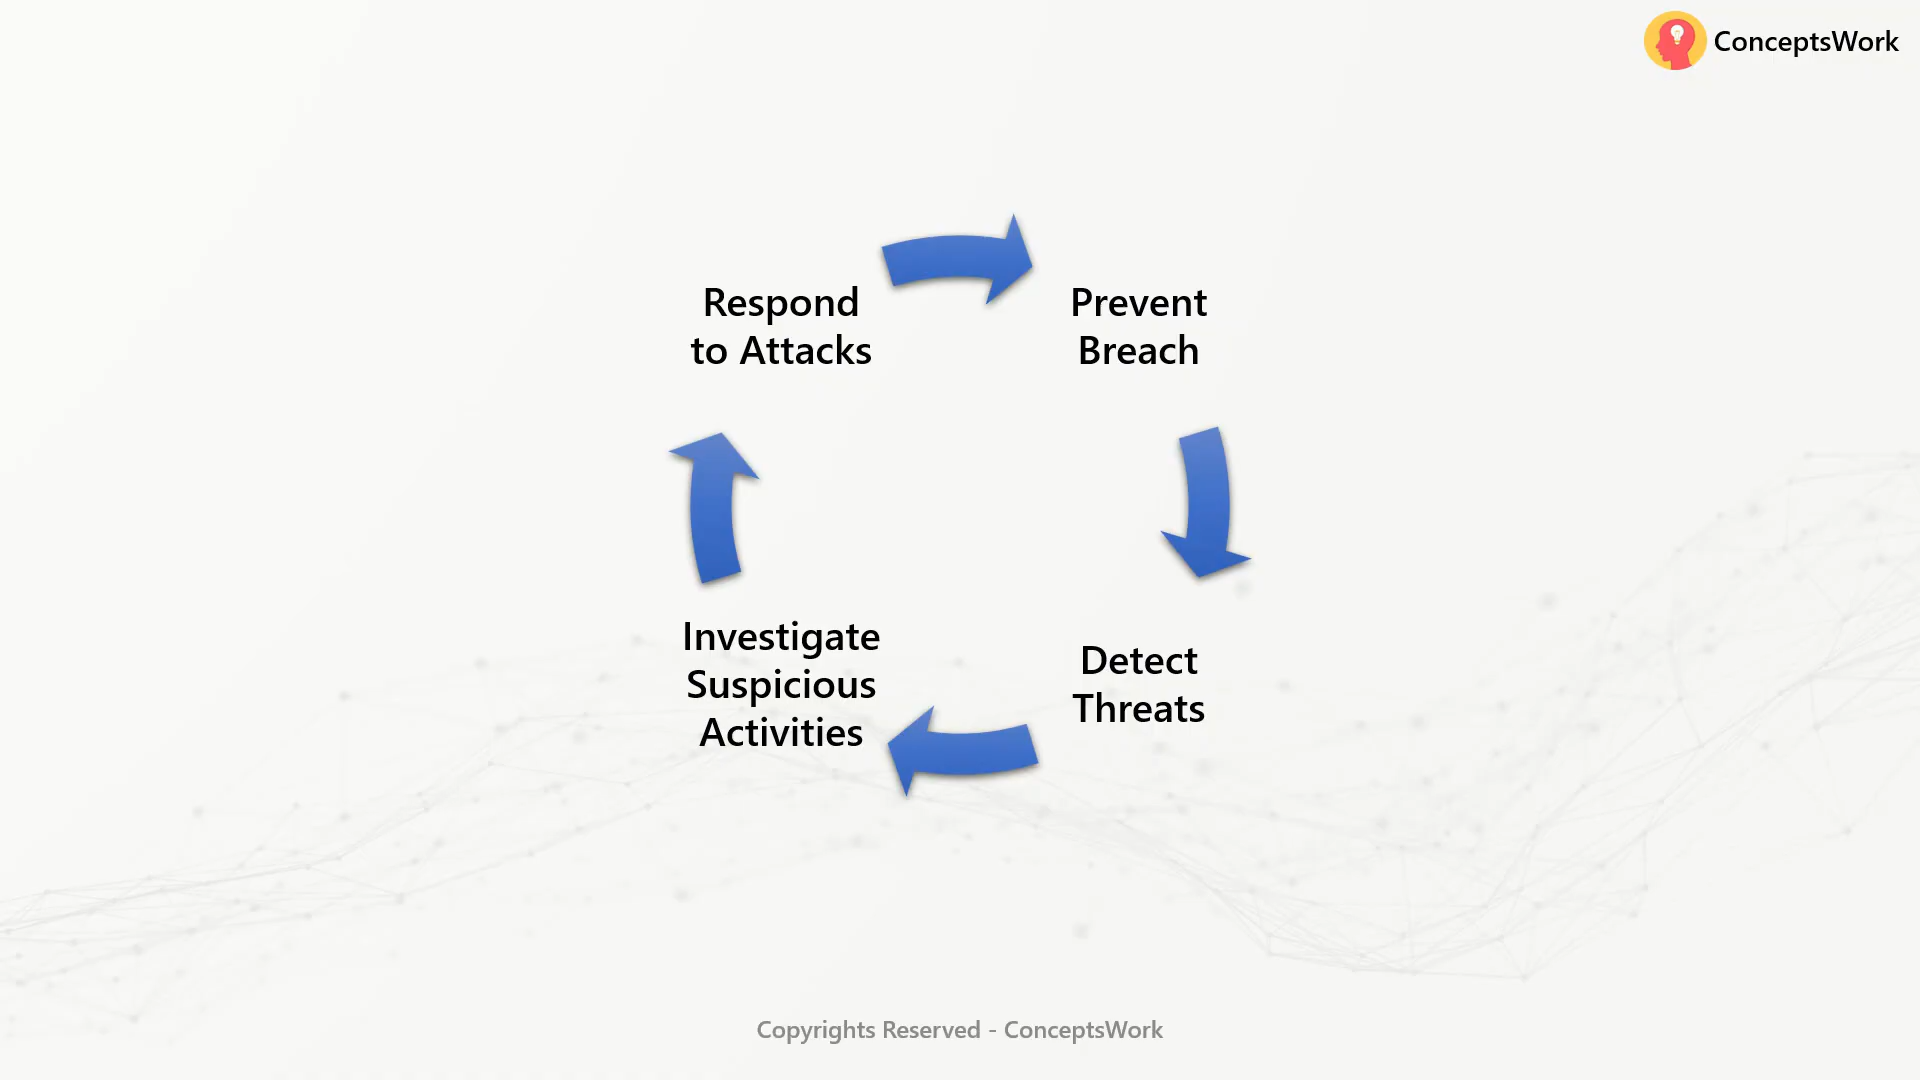 ConceptsWork
Respond
to Attacks
Prevent
Breach
Investigate
Suspicious
Activities
Detect
Threats
Copyrights Reserved - ConceptsWork